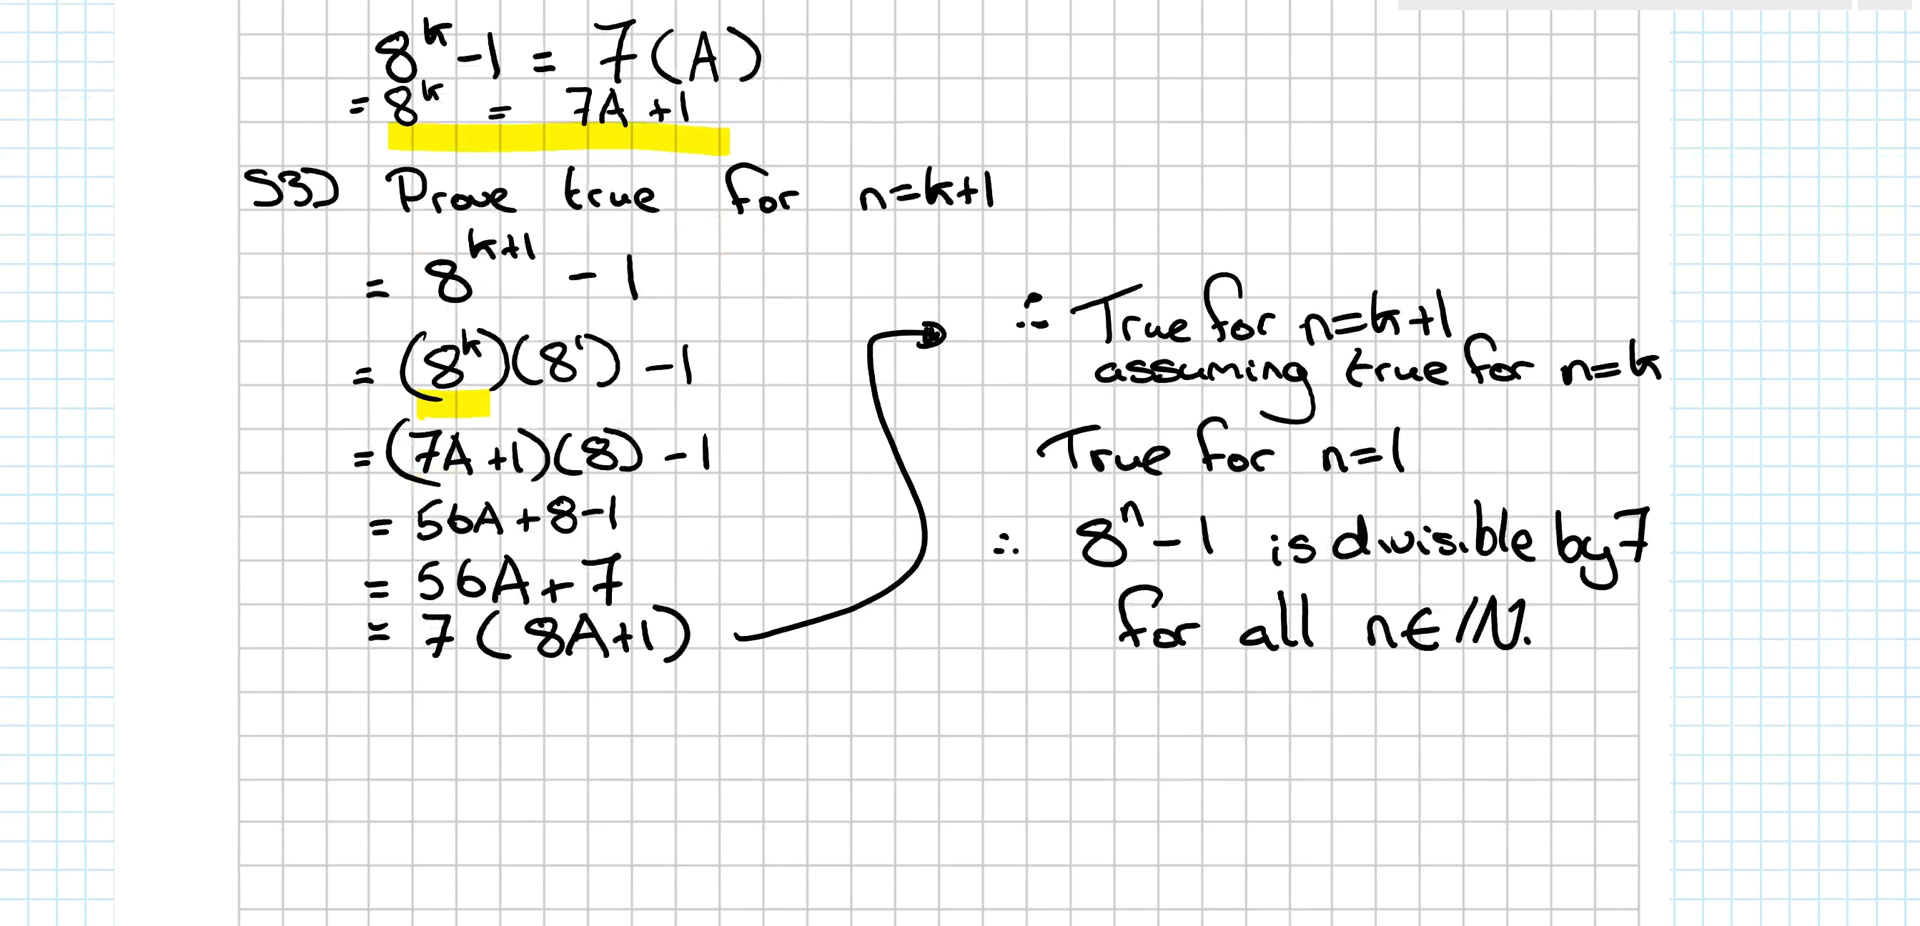 8^k - 1 = 7(A)
= 8^k = 7A + 1
S3) Prove true for n=k+1
= 8^{k+1} - 1
= (8^k)(8^1) - 1
= (7A+1)(8) - 1
= 56A + 8 - 1
= 56A + 7
= 7(8A+1)
∴ True for n=k+1
assuming true for n=k
True for n=1
∴ 8^n - 1 is divisible by 7
for all n∈ℕ.